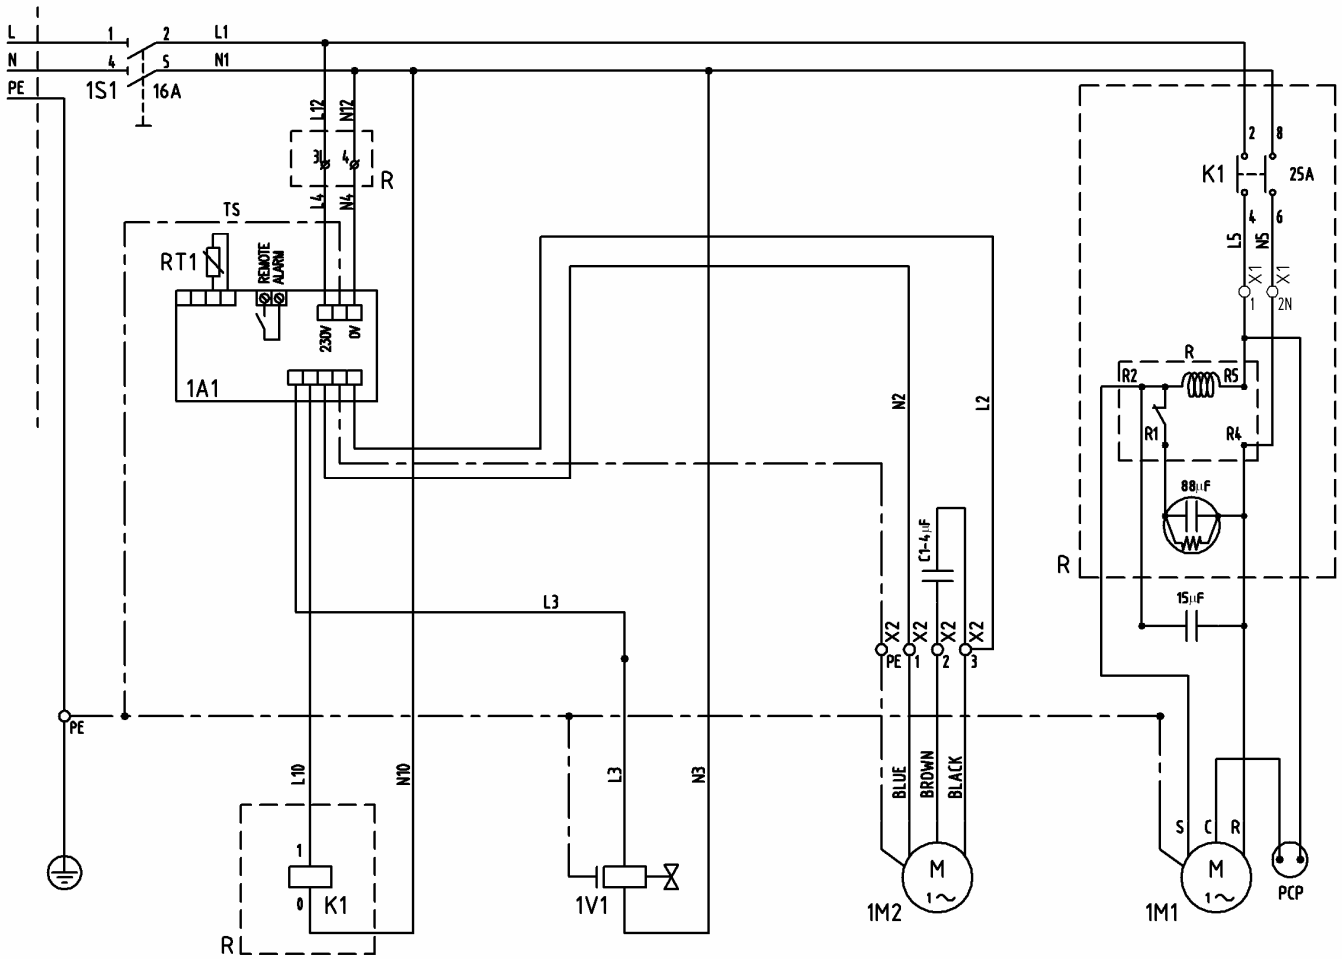 L 1 2 L1
N 4 S N1
PE 1S1 16A
L12 N12
3L 4
R
L4 N4
TS
RT1
REMOTE
ALARM
230V 0V
1A1
2 8
K1 25A
4 6
L5 N5
X1 X1
1 2N
R
R2 R5
R1 R4
88µF
R
15µF
N2 L2
C1-4µF
X2 X2 X2 X2
PE 1 2 3
L3
PE
L10 N10 L3 N3
BLUE BROWN BLACK
S C R
1
0 K1
R
1V1
M
1~
1M2
M
1~
1M1
PCP